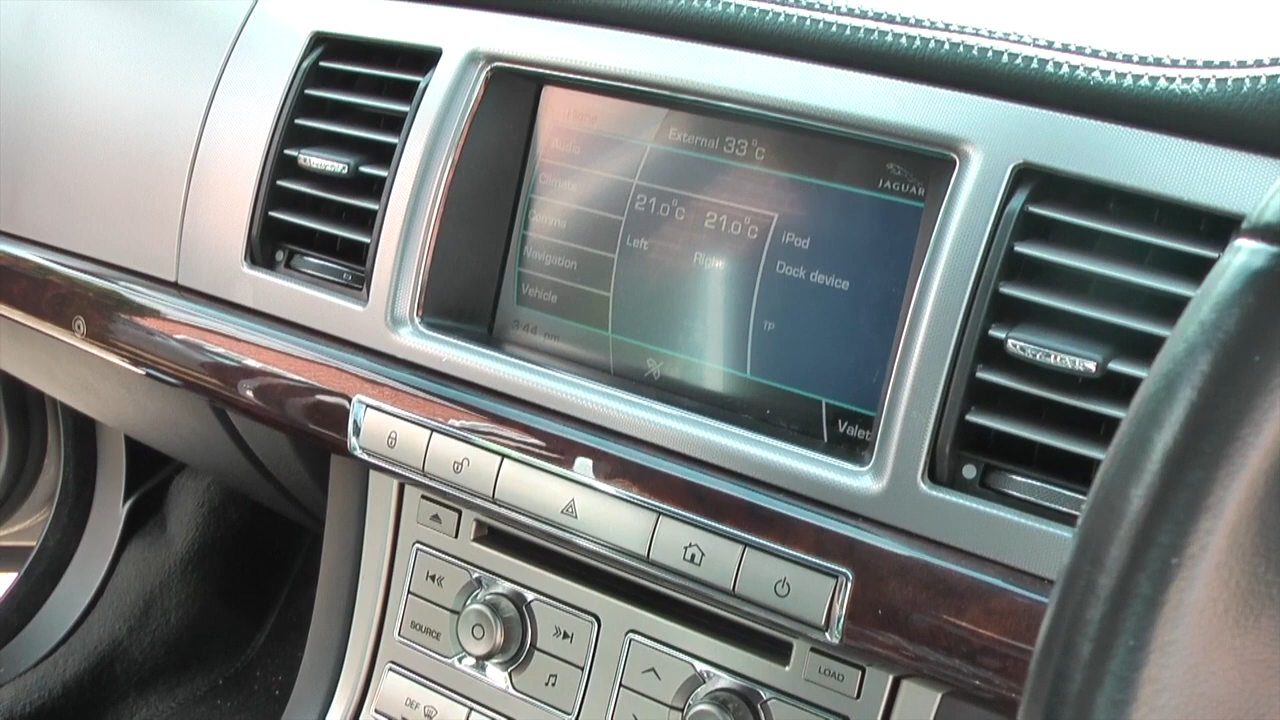 Home
External 33°C
JAGUAR
Audio
Climate
Comms
Navigation
Vehicle
3:44 pm
21.0°C 21.0°C
Left Right
iPod
Dock device
TP
Valet
SOURCE
LOAD
DEF